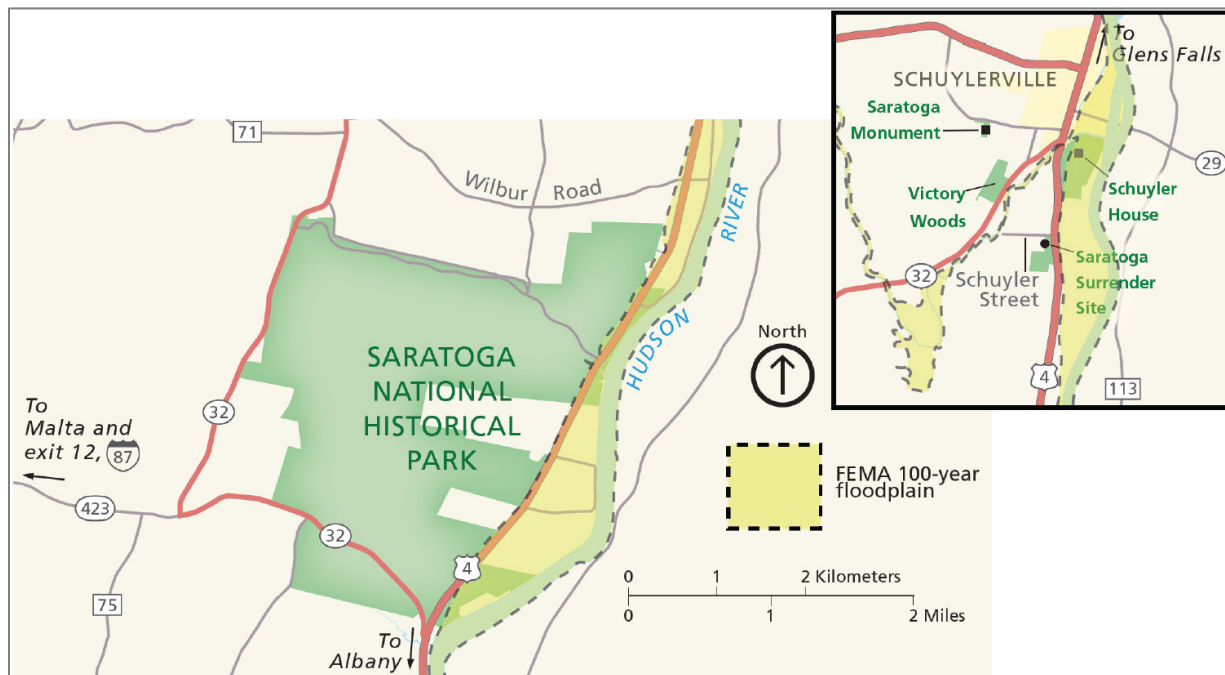 71
Wilbur Road
RIVER
HUDSON
SARATOGA
NATIONAL
HISTORICAL
PARK
32
To
Malta and
exit 12, 87
423
32
75
4
To
Albany
North
FEMA 100-year
floodplain
0 1 2 Kilometers
0 1 2 Miles
To
Glens Falls
SCHUYLERVILLE
Saratoga
Monument
29
Victory
Woods
Schuyler
House
Saratoga
Surrender
Site
32
Schuyler
Street
4
113